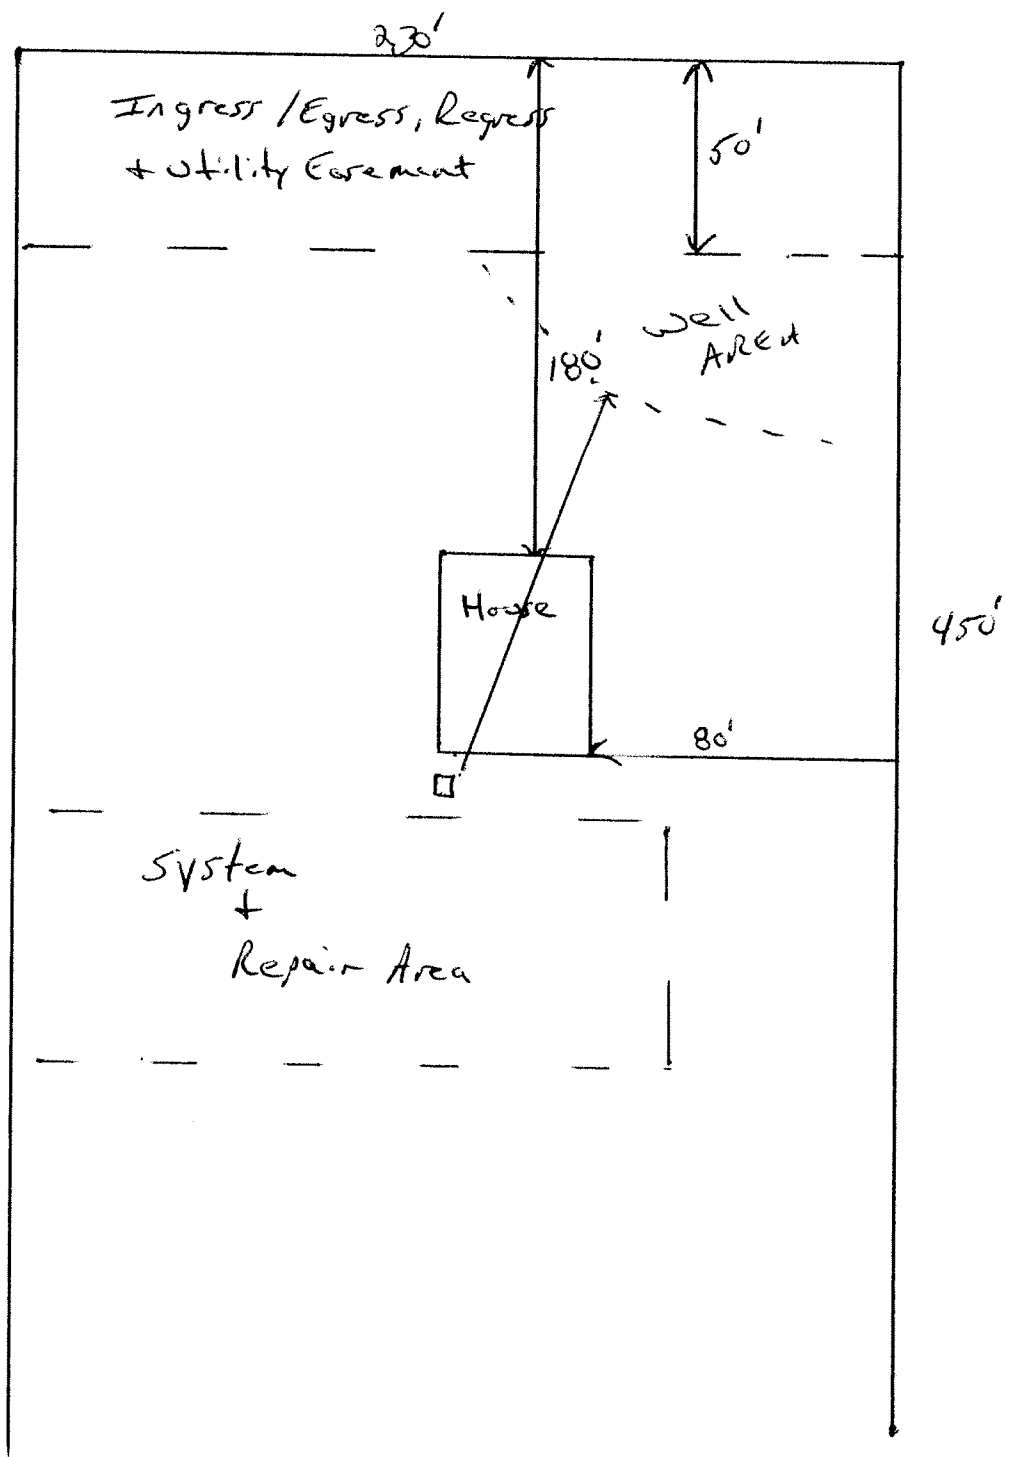 230'
Ingress / Egress, Regress
+ Utility Easement
50'
Well
AREA
180'
House
450'
80'
System
+
Repair Area